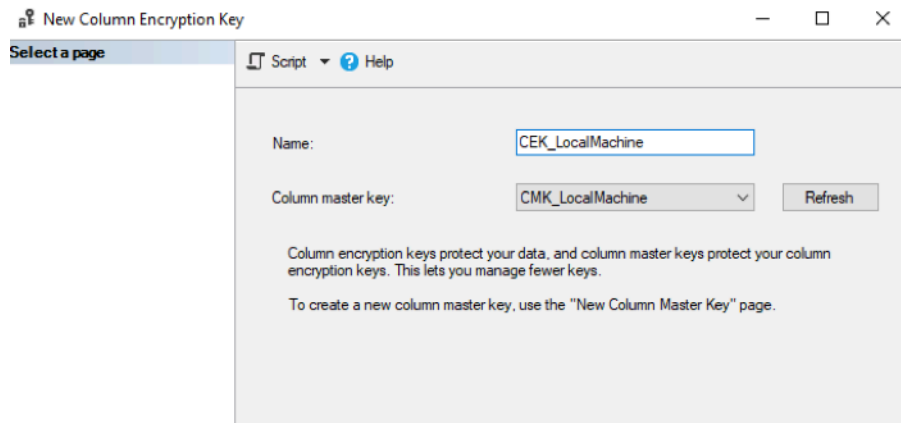 New Column Encryption Key
Select a page
Script Help
Name: CEK_LocalMachine
Column master key: CMK_LocalMachine Refresh
Column encryption keys protect your data, and column master keys protect your column
encryption keys. This lets you manage fewer keys.
To create a new column master key, use the "New Column Master Key" page.